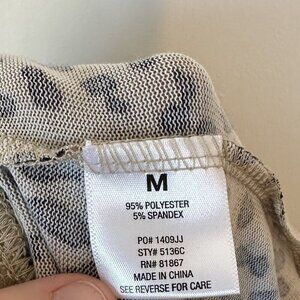 M
95% POLYESTER
5% SPANDEX
PO# 1409JJ
STY# 5136C
RN# 81867
MADE IN CHINA
SEE REVERSE FOR CARE